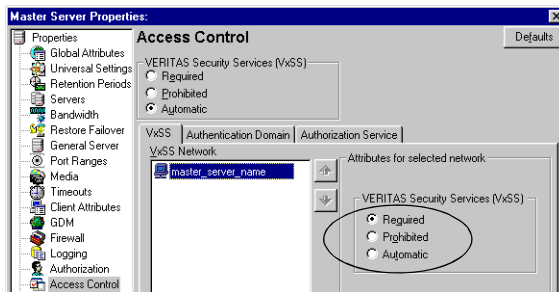 Master Server Properties:
Properties
Global Attributes
Universal Settings
Retention Periods
Servers
Bandwidth
Restore Failover
General Server
Port Ranges
Media
Timeouts
Client Attributes
GDM
Firewall
Logging
Authorization
Access Control
Access Control
Defaults
VERITAS Security Services (VxSS)
Required
Prohibited
Automatic
VxSS Authentication Domain Authorization Service
VxSS Network
master_server_name
Attributes for selected network
VERITAS Security Services (VxSS)
Required
Prohibited
Automatic